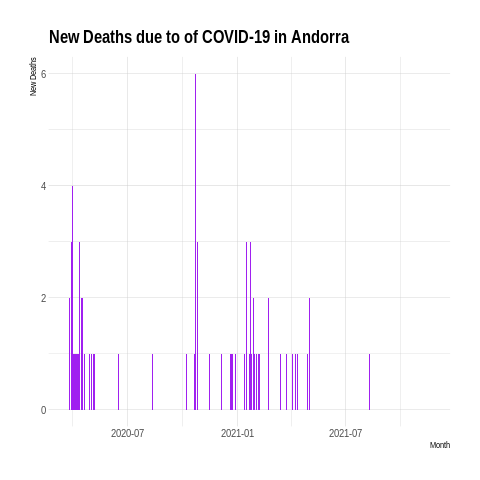 New Deaths due to of COVID-19 in Andorra
New Deaths
6
4
2
0
2020-07
2021-01
2021-07
Month